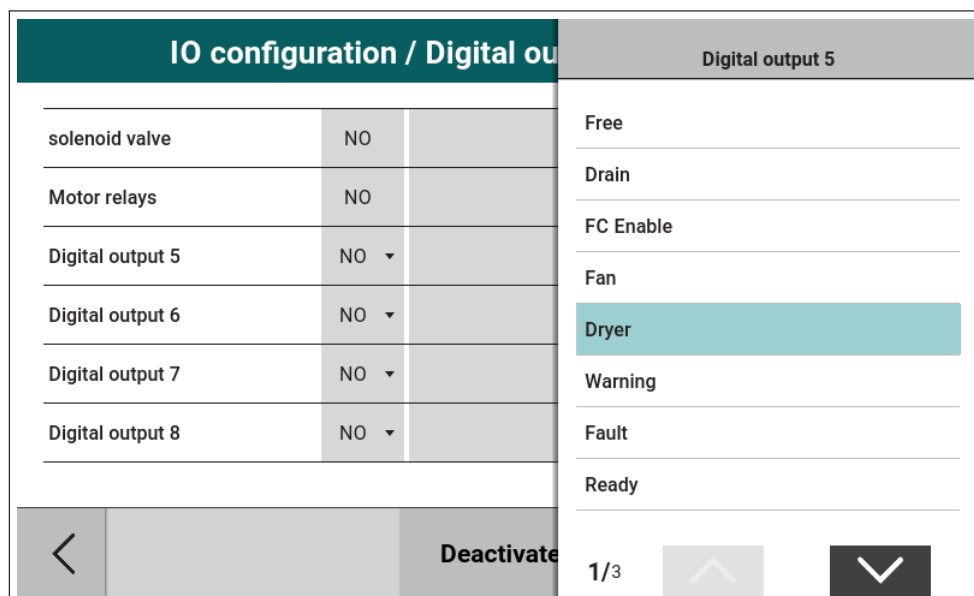 IO configuration / Digital ou
solenoid valve NO
Motor relays NO
Digital output 5 NO
Digital output 6 NO
Digital output 7 NO
Digital output 8 NO
Deactivate
Digital output 5
Free
Drain
FC Enable
Fan
Dryer
Warning
Fault
Ready
1/3